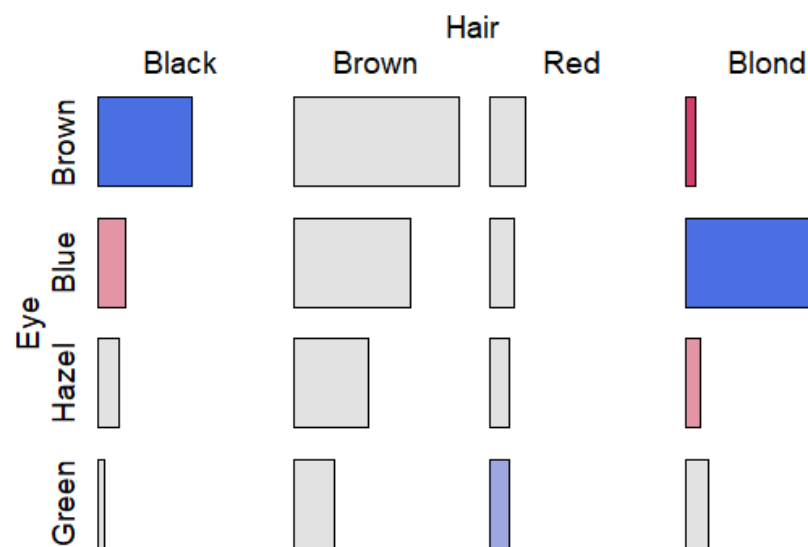 Hair
Black Brown Red Blond
Eye
Brown
Blue
Hazel
Green